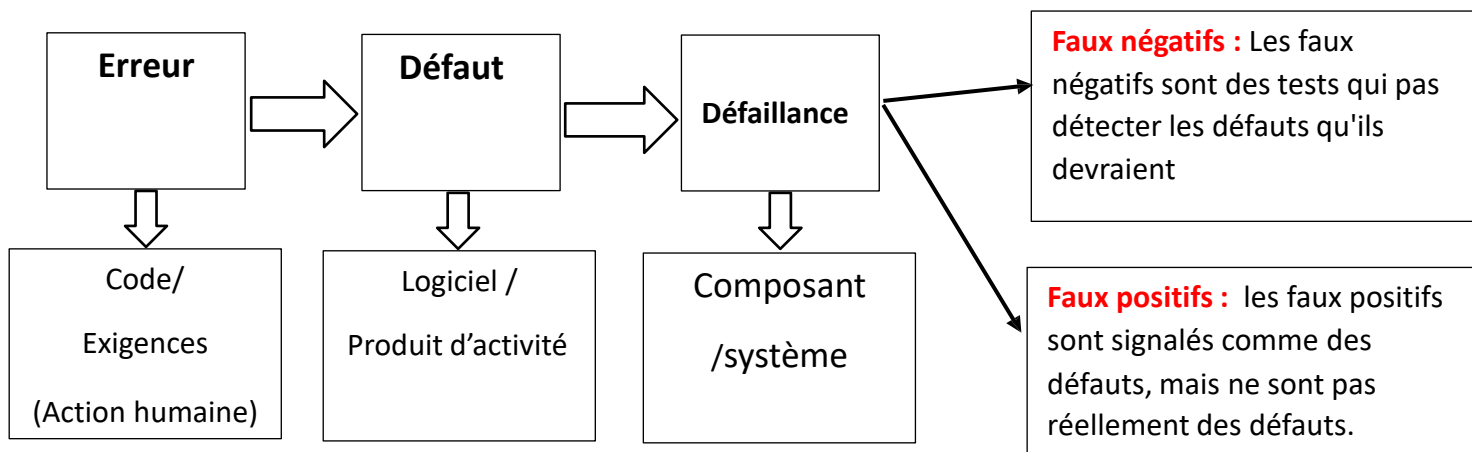 Erreur
Défaut
Défaillance
Faux négatifs : Les faux
négatifs sont des tests qui pas
détecter les défauts qu'ils
devraient
Code/
Exigences
(Action humaine)
Logiciel /
Produit d’activité
Composant
/système
Faux positifs : les faux positifs
sont signalés comme des
défauts, mais ne sont pas
réellement des défauts.